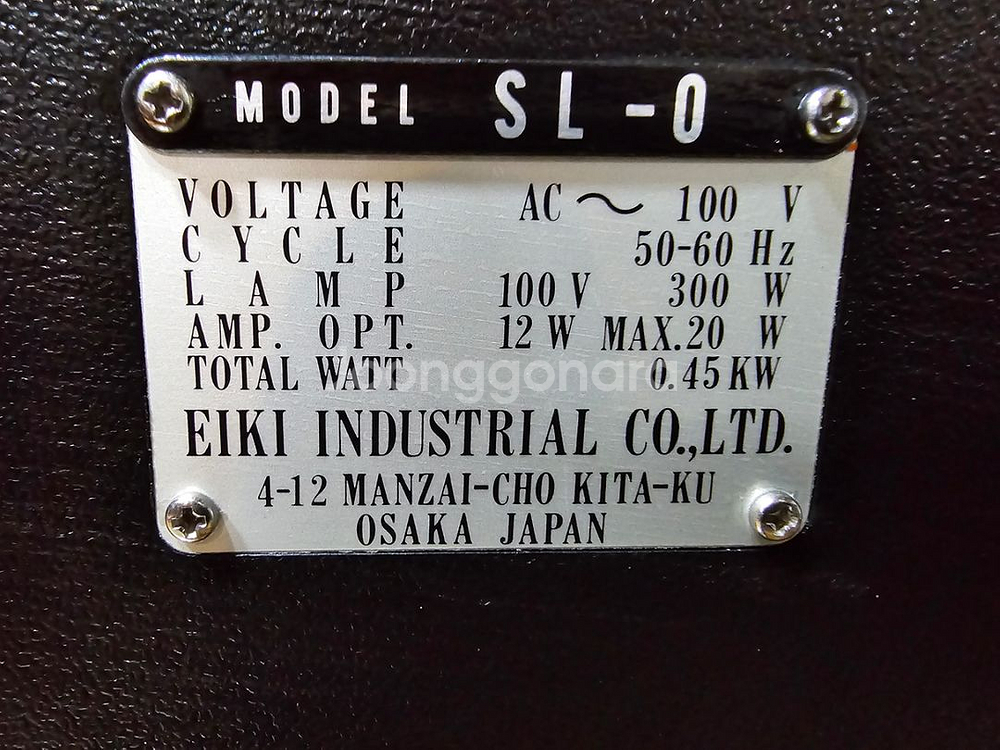 MODEL SL-0
VOLTAGE AC ～ 100 V
CYCLE 50-60 Hz
LAMP 100 V 300 W
AMP. OPT. 12 W MAX. 20 W
TOTAL WATT 0.45 KW
joonggonara
EIKI INDUSTRIAL CO.,LTD.
4-12 MANZAI-CHO KITA-KU
OSAKA JAPAN